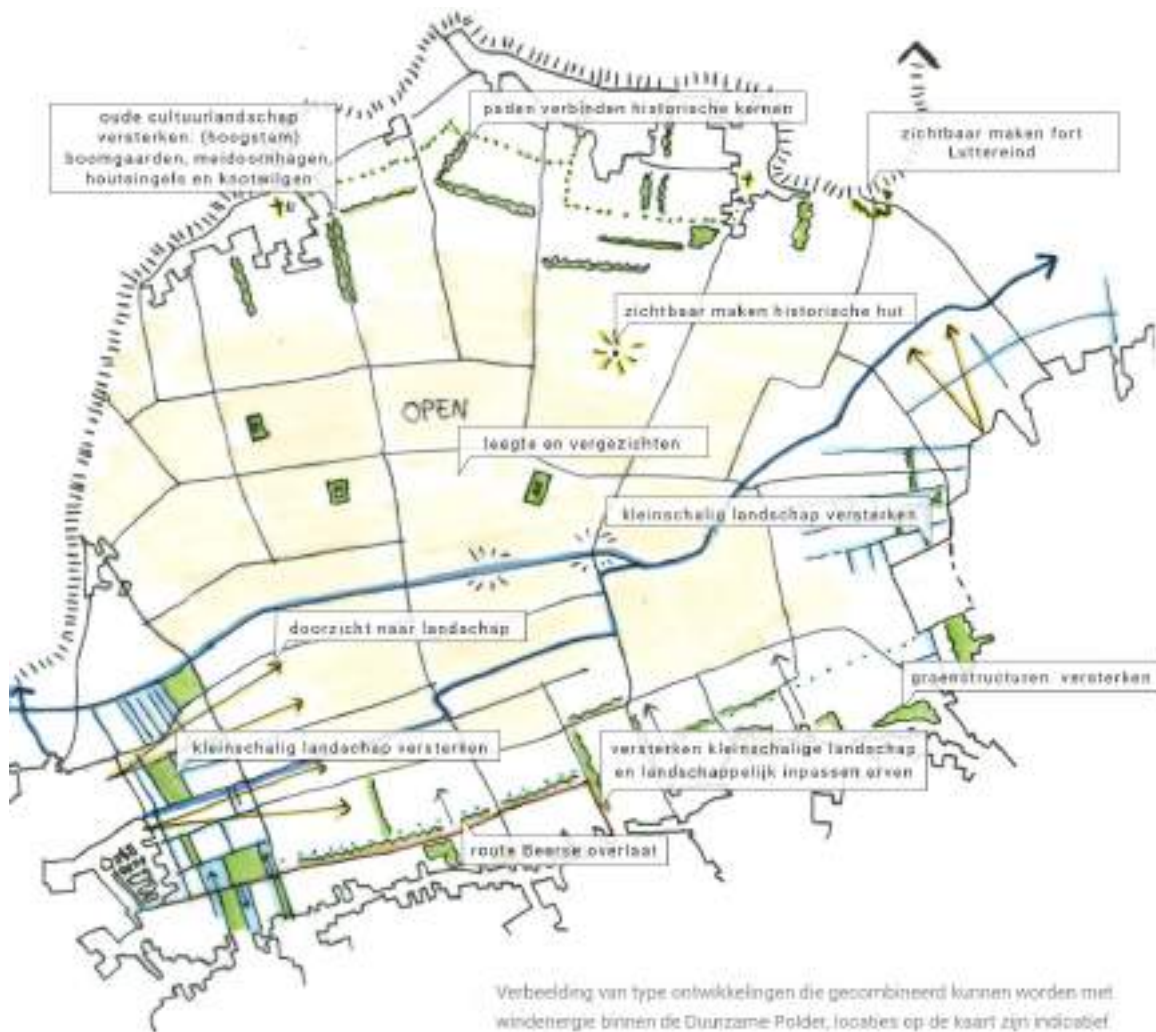 paden verbinden historische kernen
oude cultuurlandschap
versterken: (hoogstam)
boomgaarden, meidoornhagen,
houtsingels en knotwilgen
zichtbaar maken fort
Luttereind
zichtbaar maken historische hut
OPEN
leegte en vergezichten
kleinschalig landschap versterken
doorzicht naar landschap
groenstructuren versterken
kleinschalig landschap versterken
versterken kleinschalige landschap
en landschappelijk inpassen erven
route Beerse overlaat
Verbeelding van type ontwikkelingen die gecombineerd kunnen worden met
windenergie binnen de Duurzame Polder, locaties op de kaart zijn indicatief